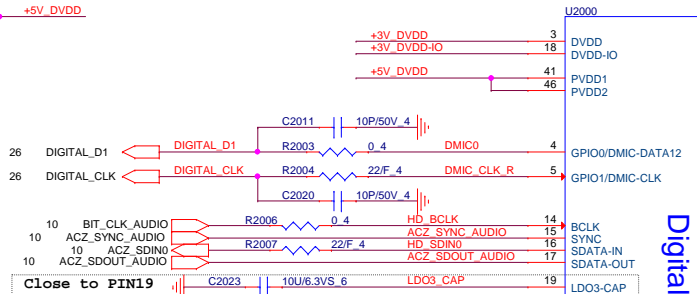 +5V_DVDD
U2000
+3V_DVDD 3 DVDD
+3V_DVDD-IO 18 DVDD-IO
+5V_DVDD 41 PVDD1
46 PVDD2
C2011 10P/50V_4
26 DIGITAL_D1 DIGITAL_D1 R2003 0_4 DMIC0 4 GPIO0/DMIC-DATA12
26 DIGITAL_CLK DIGITAL_CLK R2004 22/F_4 DMIC_CLK_R 5 GPIO1/DMIC-CLK
C2020 10P/50V_4
10 BIT_CLK_AUDIO R2006 0_4 HD_BCLK 14 BCLK
10 ACZ_SYNC_AUDIO ACZ_SYNC_AUDIO 15 SYNC
10 ACZ_SDIN0 R2007 22/F_4 HD_SDIN0 16 SDATA-IN
10 ACZ_SDOUT_AUDIO ACZ_SDOUT_AUDIO 17 SDATA-OUT
Close to PIN19 C2023 10U/6.3VS_6 LDO3_CAP 19 LDO3-CAP
Digital